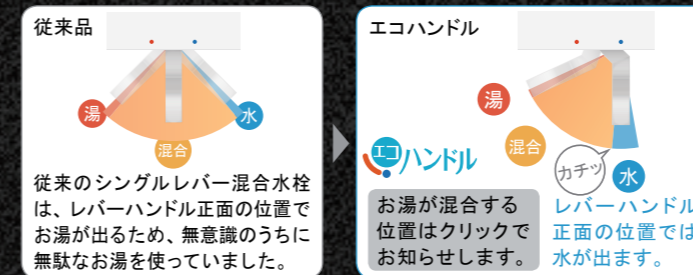 従来品
湯
水
混合
従来のシングルレバー混合水栓
は、レバーハンドル正面の位置で
お湯が出るため、無意識のうちに
無駄なお湯を使っていました。
エコハンドル
湯
混合
カチッ
水
エコハンドル
お湯が混合する
位置はクリックで
お知らせします。
レバーハンドル
正面の位置では
水が出ます。